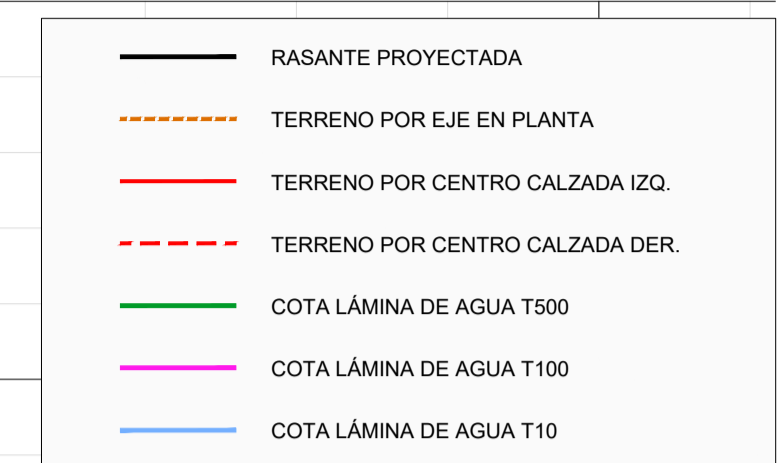 RASANTE PROYECTADA
TERRENO POR EJE EN PLANTA
TERRENO POR CENTRO CALZADA IZQ.
TERRENO POR CENTRO CALZADA DER.
COTA LÁMINA DE AGUA T500
COTA LÁMINA DE AGUA T100
COTA LÁMINA DE AGUA T10